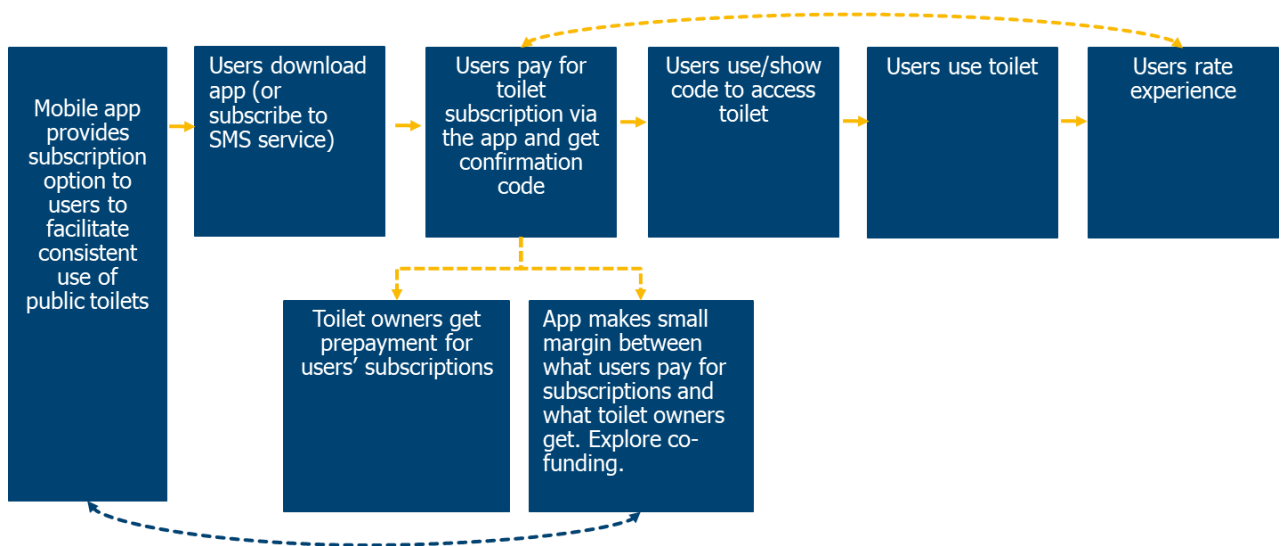 Mobile app
provides
subscription
option to
users to
facilitate
consistent
use of
public toilets
Users download
app (or
subscribe to
SMS service)
Users pay for
toilet
subscription via
the app and get
confirmation
code
Users use/show
code to access
toilet
Users use toilet
Users rate
experience
Toilet owners get
prepayment for
users’ subscriptions
App makes small
margin between
what users pay for
subscriptions and
what toilet owners
get. Explore co-
funding.